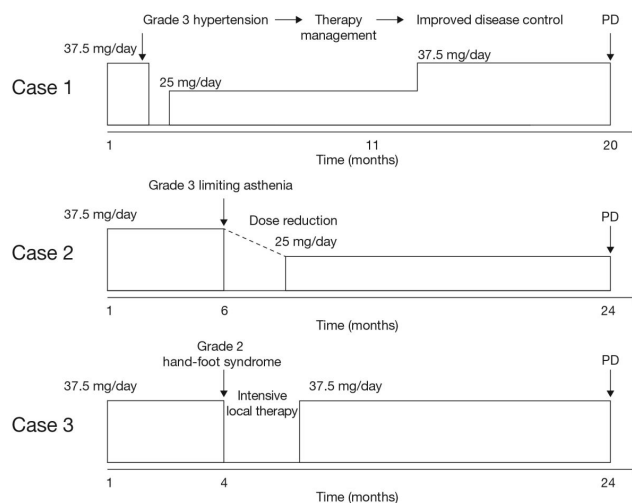 Grade 3 hypertension Therapy management Improved disease control PD
37.5 mg/day 25 mg/day 37.5 mg/day
Case 1
1 11 20
Time (months)
Grade 3 limiting asthenia
37.5 mg/day Dose reduction 25 mg/day PD
Case 2
1 6 24
Time (months)
Grade 2
hand-foot syndrome PD
37.5 mg/day Intensive 37.5 mg/day
local therapy
Case 3
1 4 24
Time (months)